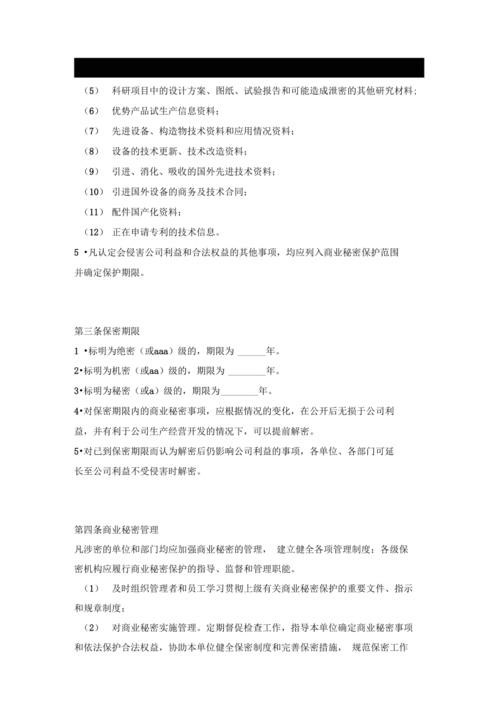 （5） 科研项目中的设计方案、图纸、试验报告和可能造成泄密的其他研究材料;
（6） 优势产品试生产信息资料；
（7） 先进设备、构造物技术资料和应用情况资料；
（8） 设备的技术更新、技术改造资料；
（9） 引进、消化、吸收的国外先进技术资料；
（10） 引进国外设备的商务及技术合同；
（11） 配件国产化资料；
（12） 正在申请专利的技术信息。
5 •凡认定会侵害公司利益和合法权益的其他事项，均应列入商业秘密保护范围
并确定保护期限。
第三条保密期限
1 •标明为绝密（或aaa）级的，期限为 ______年。
2•标明为机密（或aa）级的，期限为 ________年。
3•标明为秘密（或a）级的，期限为________年。
4•对保密期限内的商业秘密事项，应根据情况的变化，在公开后无损于公司利
益，并有利于公司生产经营开发的情况下，可以提前解密。
5•对已到保密期限而认为解密后仍影响公司利益的事项，各单位、各部门可延
长至公司利益不受侵害时解密。
第四条商业秘密管理
凡涉密的单位和部门均应加强商业秘密的管理， 建立健全各项管理制度；各级保
密机构应履行商业秘密保护的指导、监督和管理职能。
（1） 及时组织管理者和员工学习贯彻上级有关商业秘密保护的重要文件、指示
和规章制度；
（2） 对商业秘密实施管理。定期督促检查工作，指导本单位确定商业秘密事项
和依法保护合法权益，协助本单位健全保密制度和完善保密措施， 规范保密工作